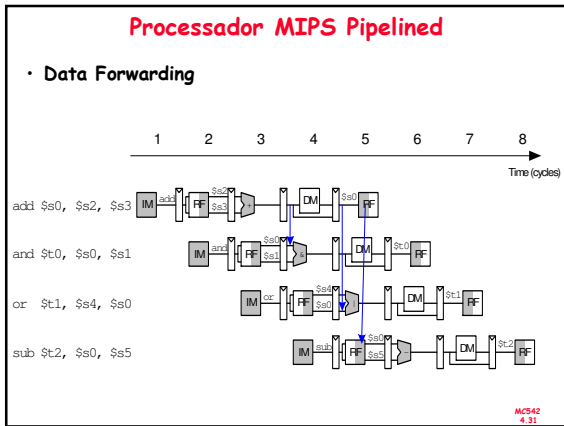 Processador MIPS Pipelined
• Data Forwarding
1 2 3 4 5 6 7 8
Time (cycles)
add $s0, $s2, $s3 IM add RF $s2 $s3 + DM $s0 RF
and $t0, $s0, $s1 IM and RF $s0 $s1 & DM $t0 RF
or $t1, $s4, $s0 IM or RF $s4 $s0 | DM $t1 RF
sub $t2, $s0, $s5 IM sub RF $s0 $s5 - DM $t2 RF
MC542
4.31